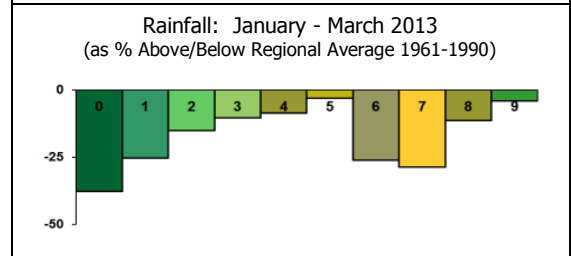 Rainfall: January - March 2013
(as % Above/Below Regional Average 1961-1990)
0
0 1 2 3 4 5 6 7 8 9
-25
-50